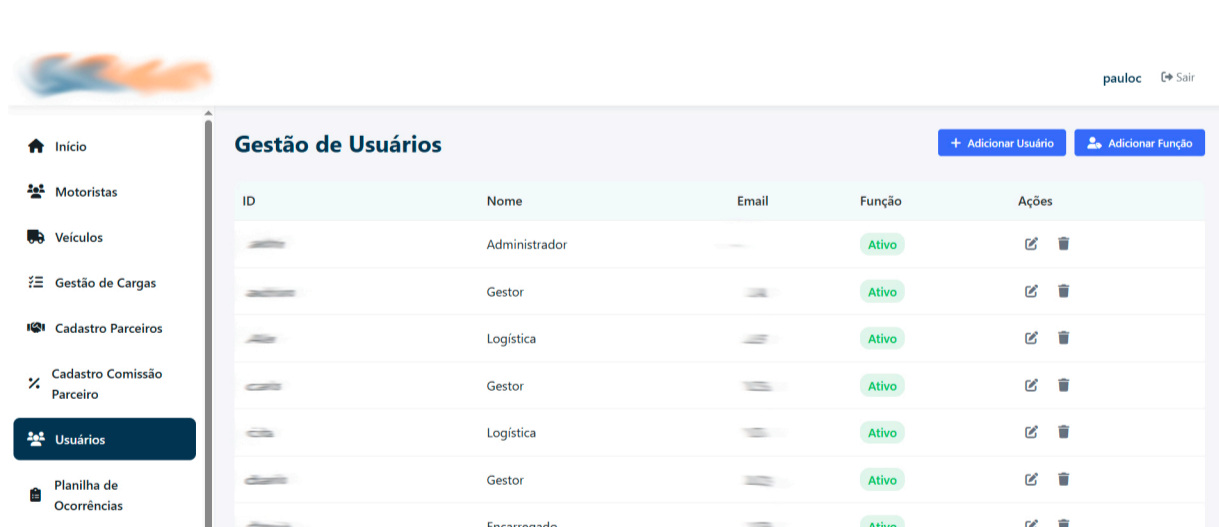 pauloc Sair
Início
Motoristas
Veículos
Gestão de Cargas
Cadastro Parceiros
Cadastro Comissão
Parceiro
Usuários
Planilha de
Ocorrências
Gestão de Usuários
Adicionar Usuário
Adicionar Função
ID Nome Email Função Ações
Administrador Ativo
Gestor Ativo
Logística Ativo
Gestor Ativo
Logística Ativo
Gestor Ativo
Encarregado Ativo